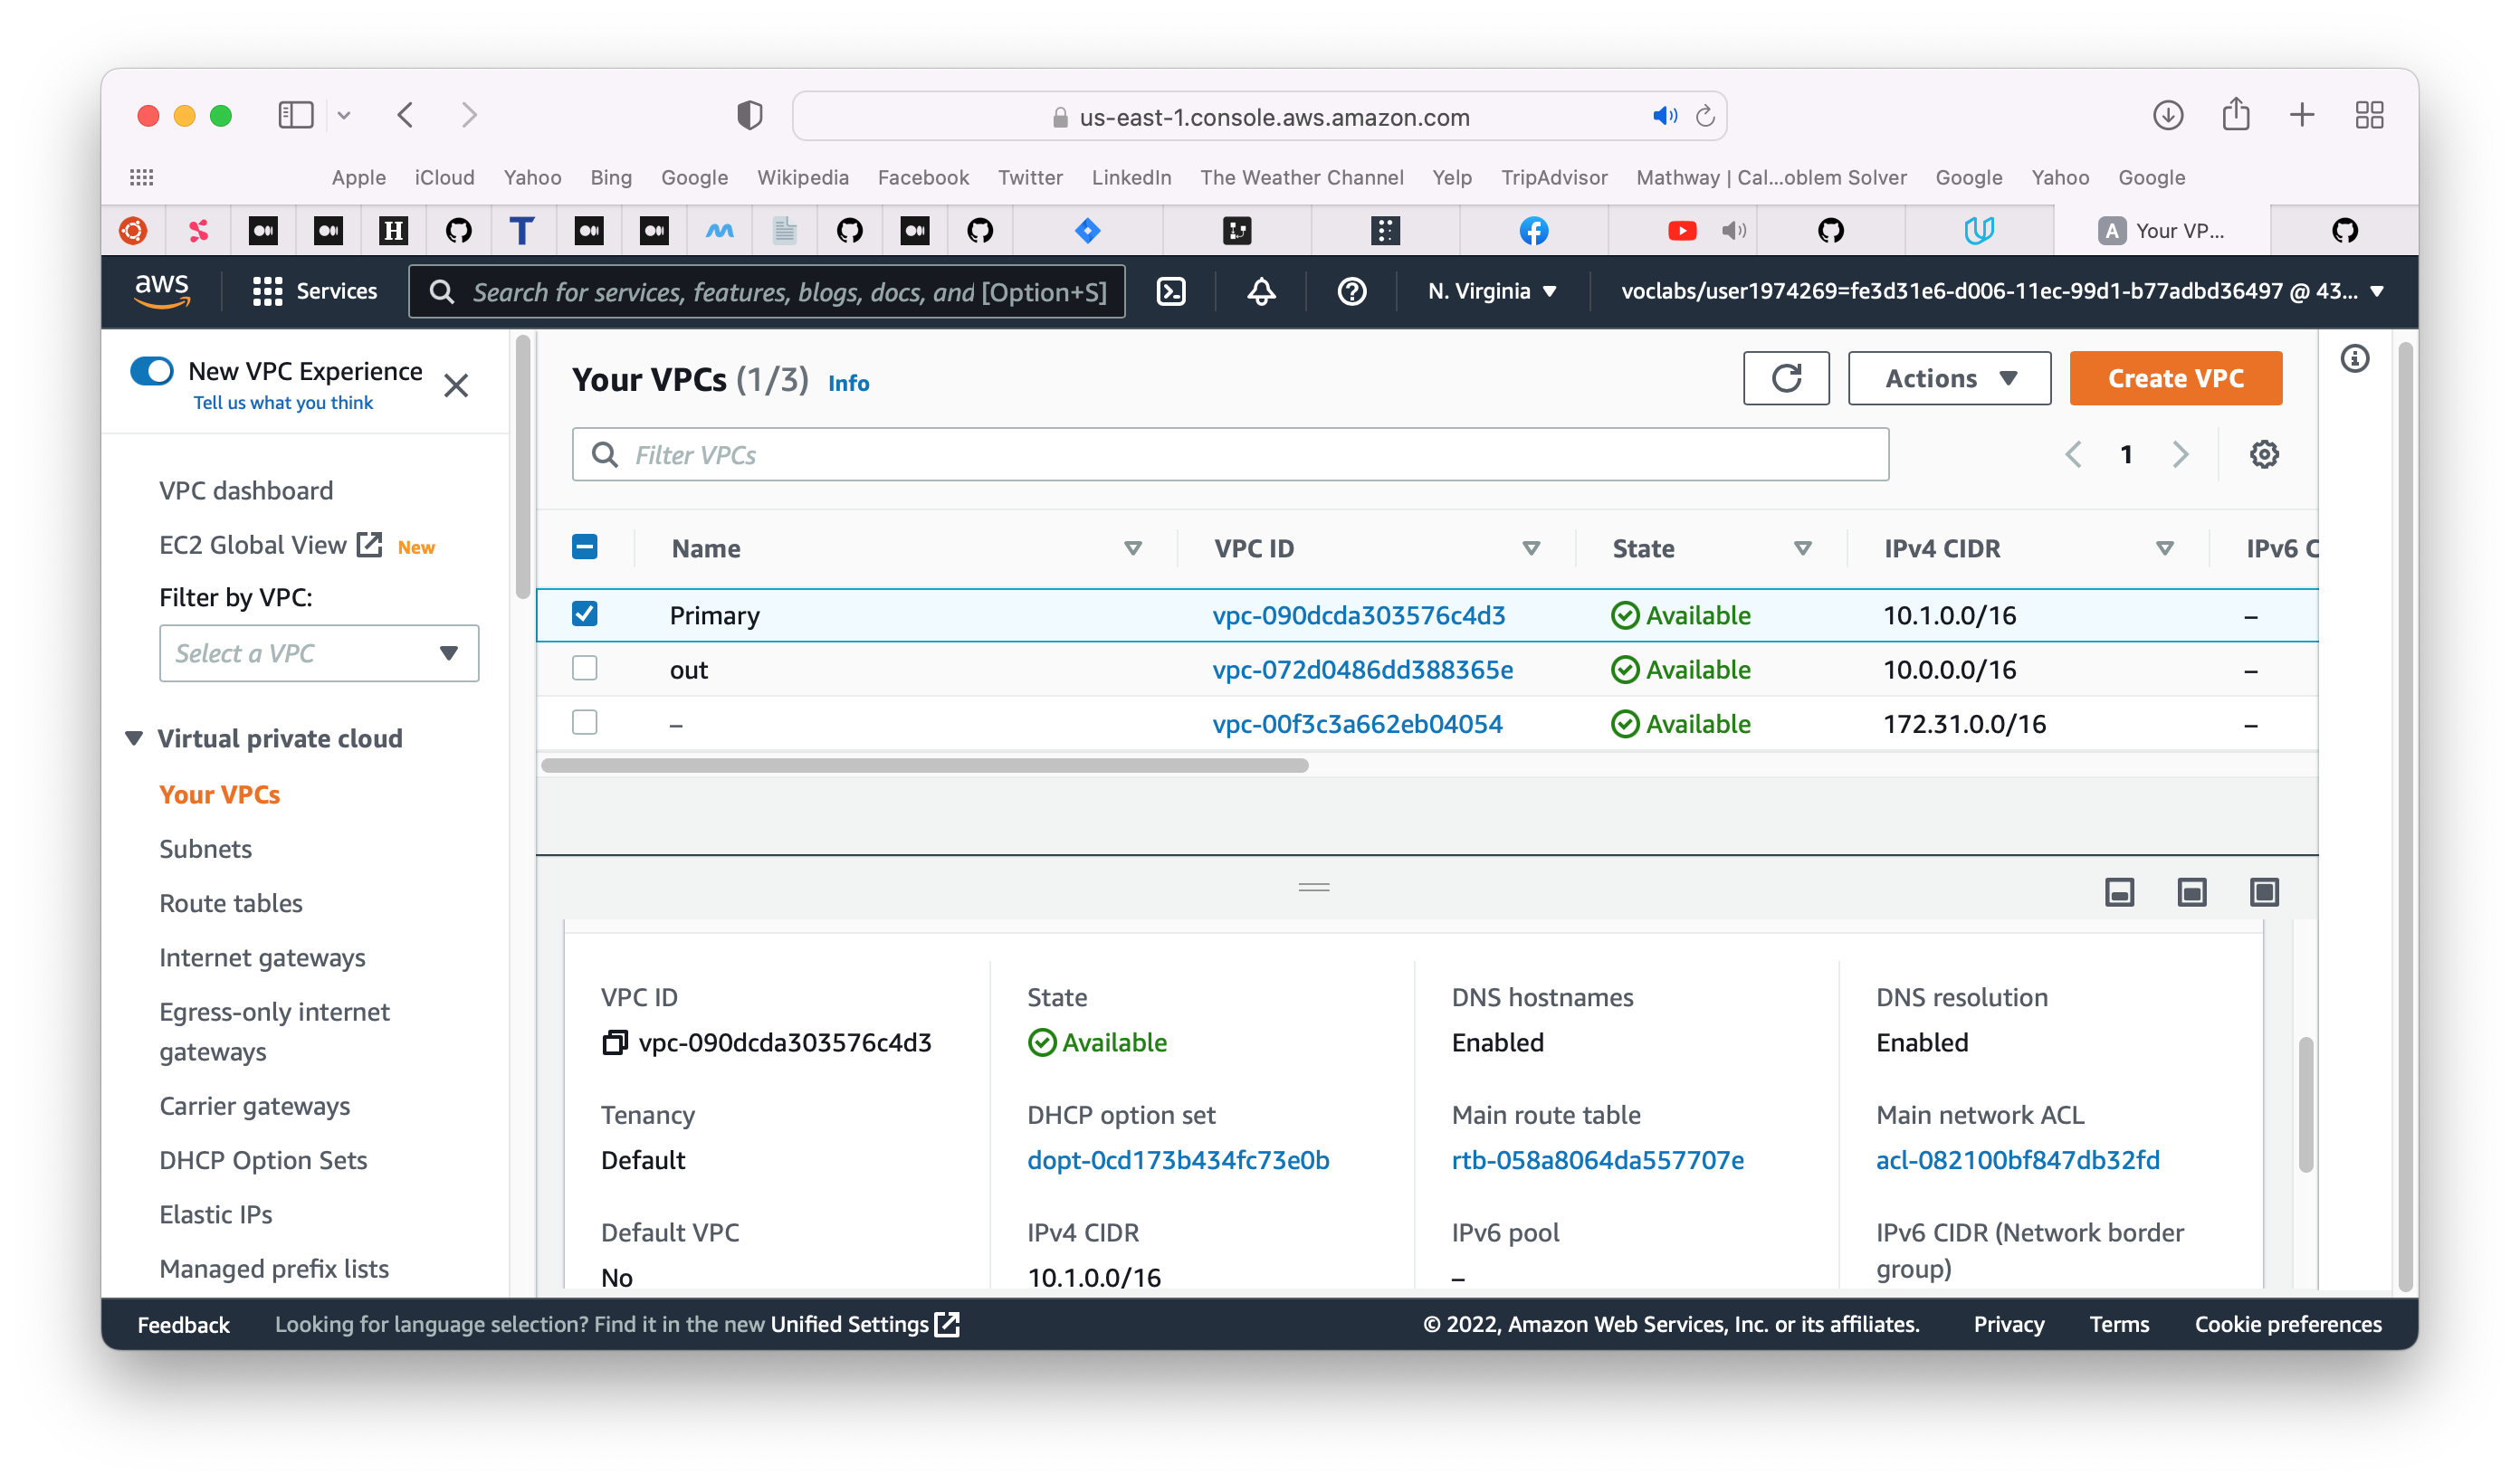 us-east-1.console.aws.amazon.com
Apple iCloud Yahoo Bing Google Wikipedia Facebook Twitter LinkedIn The Weather Channel Yelp TripAdvisor Mathway | Cal...oblem Solver Google Yahoo Google
H T A Your VP...
aws Services Search for services, features, blogs, docs, and [Option+S] N. Virginia voclabs/user1974269=fe3d31e6-d006-11ec-99d1-b77adbd36497 @ 43...
New VPC Experience
Tell us what you think
VPC dashboard
EC2 Global View New
Filter by VPC:
Select a VPC
Virtual private cloud
Your VPCs
Subnets
Route tables
Internet gateways
Egress-only internet
gateways
Carrier gateways
DHCP Option Sets
Elastic IPs
Managed prefix lists
Your VPCs (1/3) Info
Actions Create VPC
Filter VPCs
1
Name VPC ID State IPv4 CIDR IPv6 C
Primary vpc-090dcda303576c4d3 Available 10.1.0.0/16 –
out vpc-072d0486dd388365e Available 10.0.0.0/16 –
– vpc-00f3c3a662eb04054 Available 172.31.0.0/16 –
VPC ID State DNS hostnames DNS resolution
vpc-090dcda303576c4d3 Available Enabled Enabled
Tenancy DHCP option set Main route table Main network ACL
Default dopt-0cd173b434fc73e0b rtb-058a8064da557707e acl-082100bf847db32fd
Default VPC IPv4 CIDR IPv6 pool IPv6 CIDR (Network border
group)
No 10.1.0.0/16 –
Feedback Looking for language selection? Find it in the new Unified Settings © 2022, Amazon Web Services, Inc. or its affiliates. Privacy Terms Cookie preferences